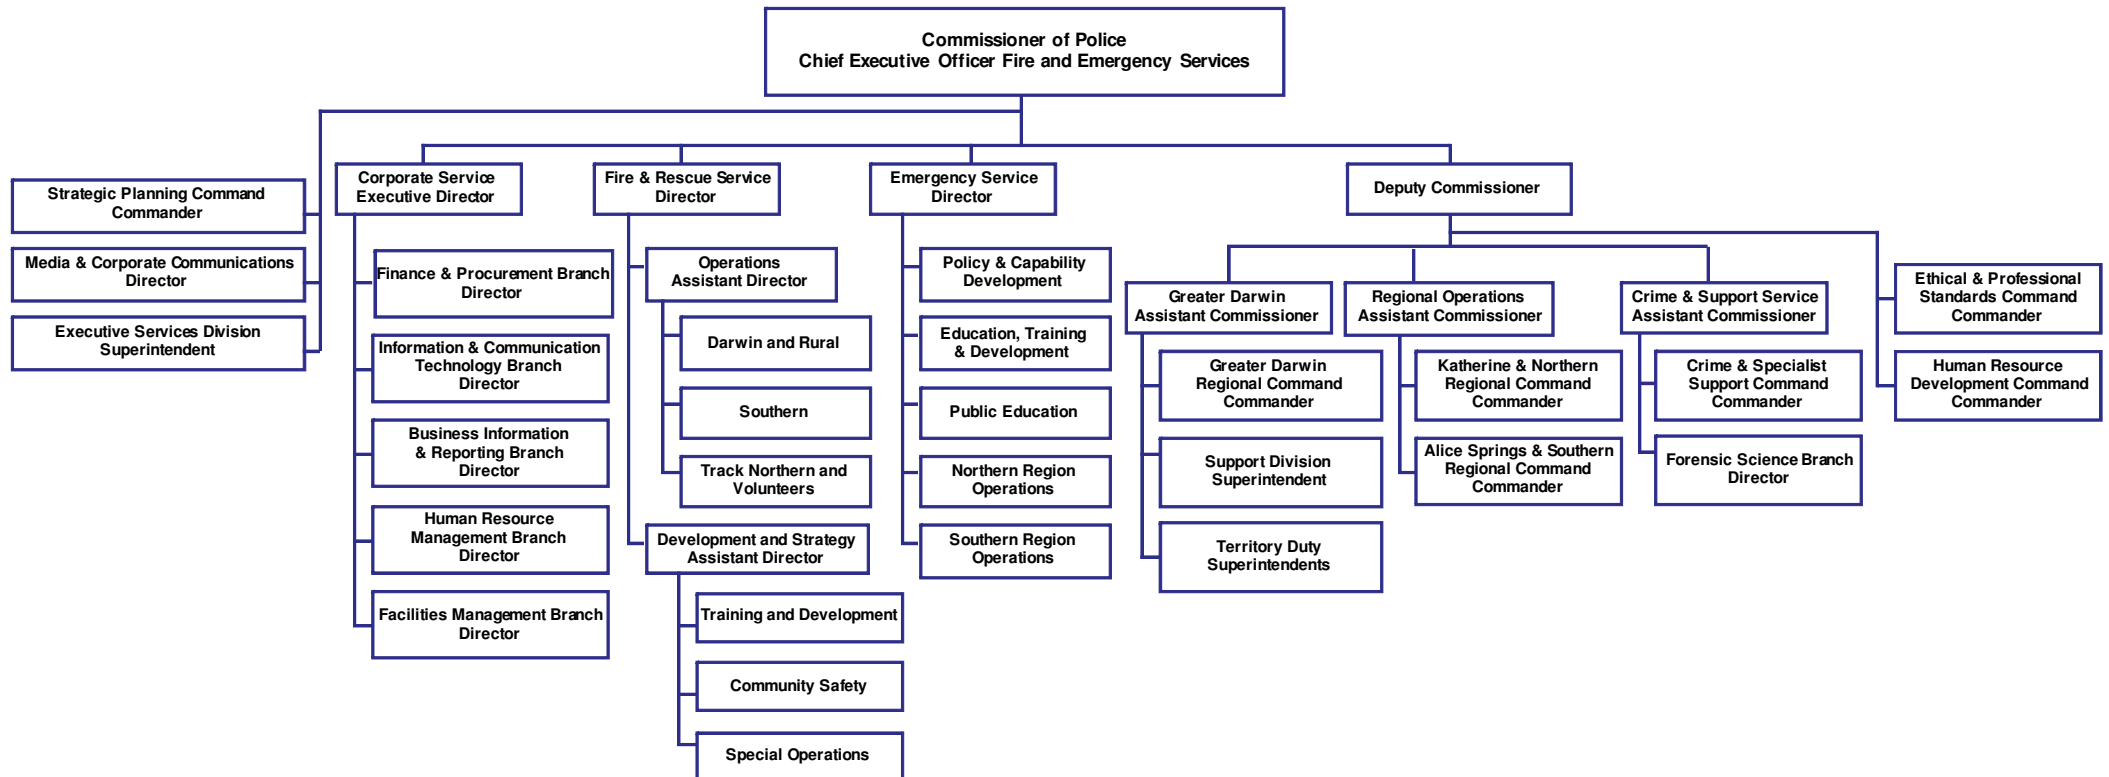 Commissioner of Police
Chief Executive Officer Fire and Emergency Services
Strategic Planning Command
Commander
Media & Corporate Communications
Director
Executive Services Division
Superintendent
Corporate Service
Executive Director
Finance & Procurement Branch
Director
Information & Communication
Technology Branch
Director
Business Information
& Reporting Branch
Director
Human Resource
Management Branch
Director
Facilities Management Branch
Director
Fire & Rescue Service
Director
Operations
Assistant Director
Darwin and Rural
Southern
Track Northern and
Volunteers
Development and Strategy
Assistant Director
Training and Development
Community Safety
Special Operations
Emergency Service
Director
Policy & Capability
Development
Education, Training
& Development
Public Education
Northern Region
Operations
Southern Region
Operations
Deputy Commissioner
Greater Darwin
Assistant Commissioner
Greater Darwin
Regional Command
Commander
Support Division
Superintendent
Territory Duty
Superintendents
Regional Operations
Assistant Commissioner
Katherine & Northern
Regional Command
Commander
Alice Springs & Southern
Regional Command
Commander
Crime & Support Service
Assistant Commissioner
Crime & Specialist
Support Command
Commander
Forensic Science Branch
Director
Ethical & Professional
Standards Command
Commander
Human Resource
Development Command
Commander